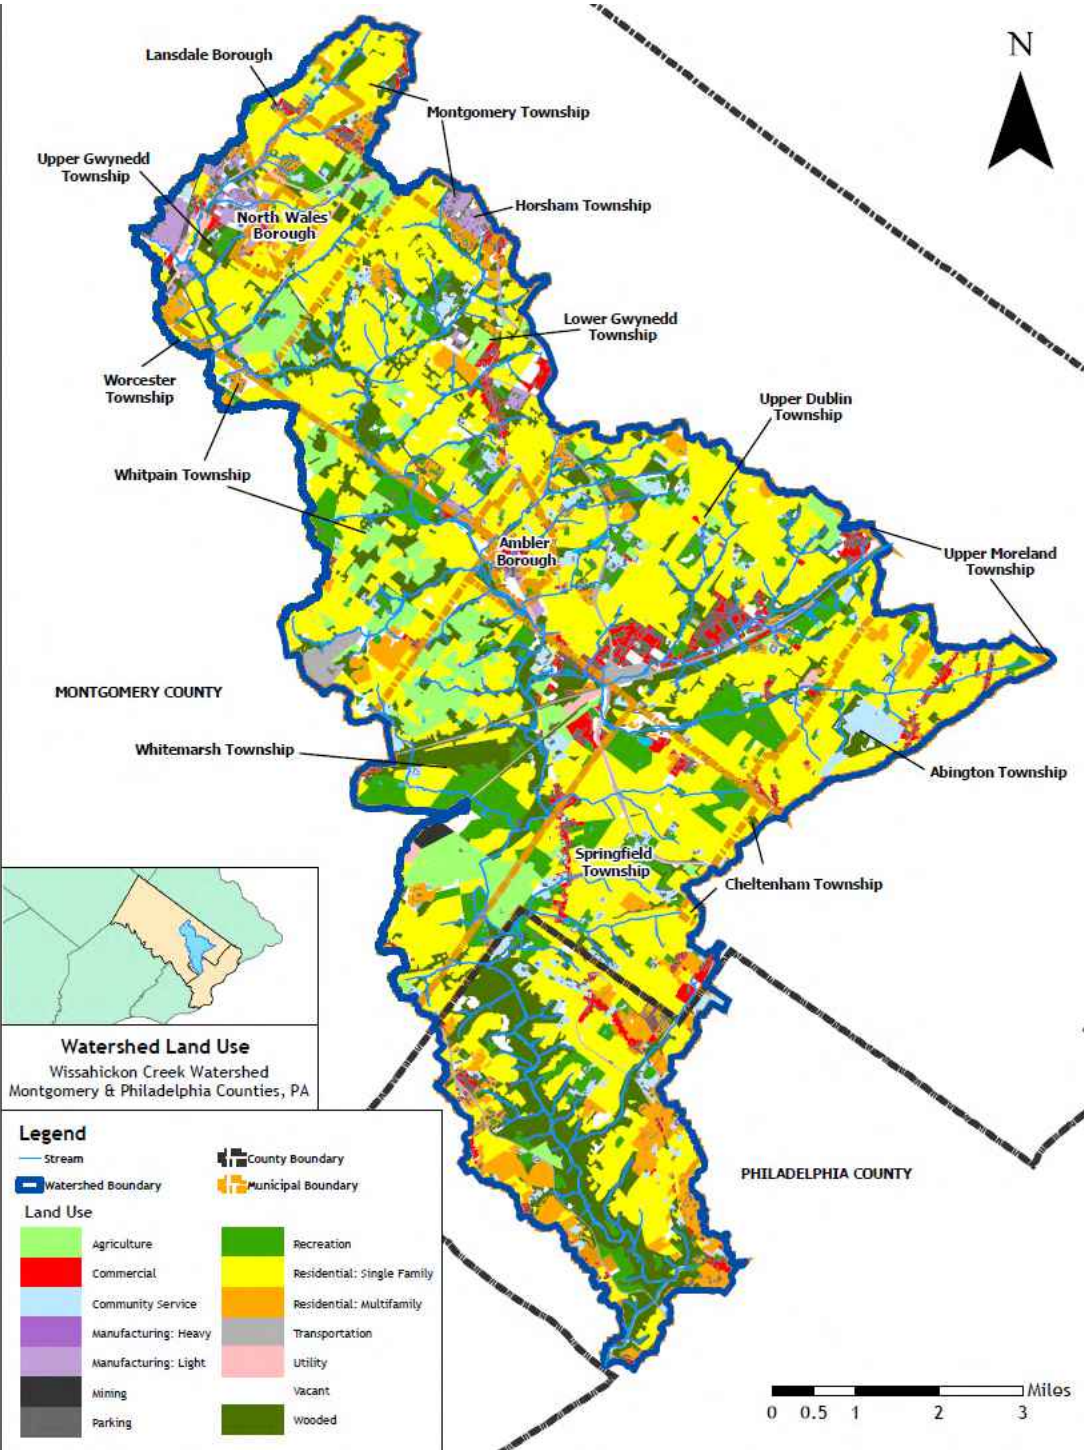 N
Lansdale Borough
Montgomery Township
Upper Gwynedd
Township
Horsham Township
North Wales
Borough
Lower Gwynedd
Township
Worcester
Township
Upper Dublin
Township
Whitpain Township
Ambler
Borough
Upper Moreland
Township
MONTGOMERY COUNTY
Whitemarsh Township
Abington Township
Springfield
Township
Cheltenham Township
Watershed Land Use
Wissahickon Creek Watershed
Montgomery & Philadelphia Counties, PA
PHILADELPHIA COUNTY
Legend
Stream
County Boundary
Watershed Boundary
Municipal Boundary
Land Use
Agriculture
Recreation
Commercial
Residential: Single Family
Community Service
Residential: Multifamily
Manufacturing: Heavy
Transportation
Manufacturing: Light
Utility
Mining
Vacant
Parking
Wooded
Miles
0 0.5 1 2 3